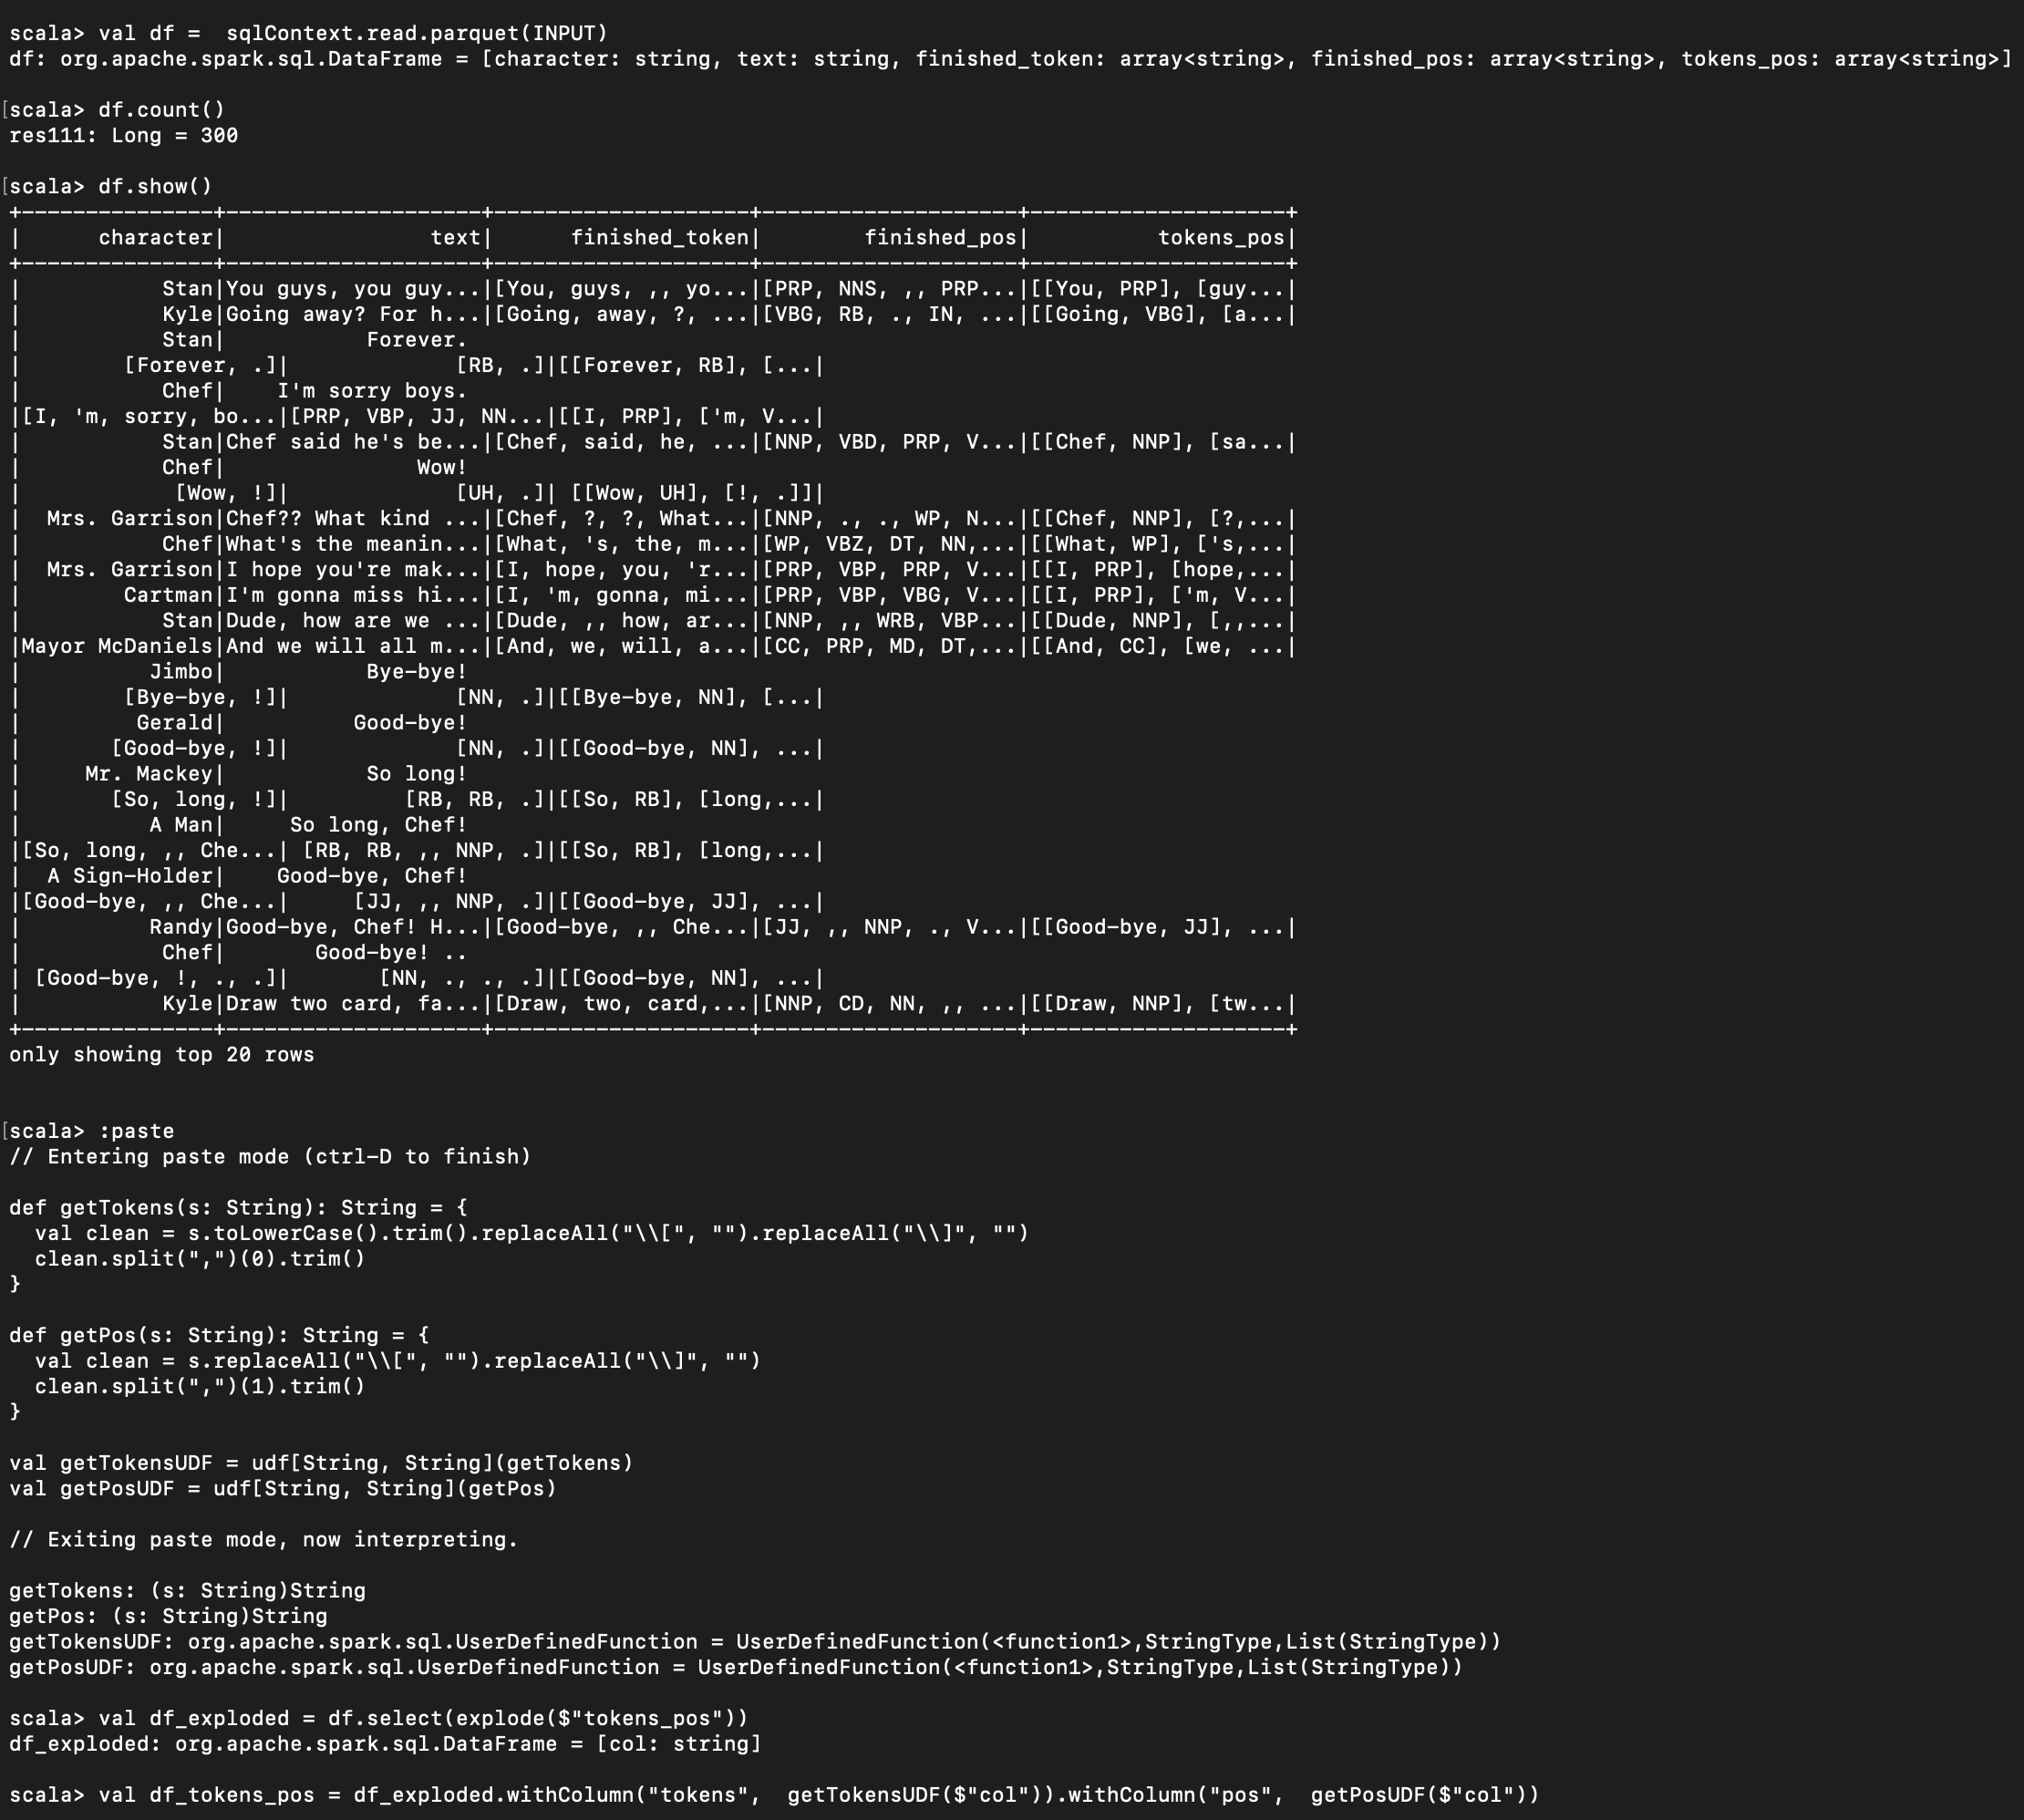 scala> val df =  sqlContext.read.parquet(INPUT)
df: org.apache.spark.sql.DataFrame = [character: string, text: string, finished_token: array<string>, finished_pos: array<string>, tokens_pos: array<string>]
[scala> df.count()
res111: Long = 300
[scala> df.show()
+---------------+--------------------+--------------------+--------------------+--------------------+
|      character|                text|      finished_token|        finished_pos|          tokens_pos|
+---------------+--------------------+--------------------+--------------------+--------------------+
|           Stan|You guys, you guy...|[You, guys, ,, yo...|[PRP, NNS, ,, PRP...|[[You, PRP], [guy...|
|           Kyle|Going away? For h...|[Going, away, ?, ...|[VBG, RB, ., IN, ...|[[Going, VBG], [a...|
|           Stan|           Forever.
|        [Forever, .]|             [RB, .]|[[Forever, RB], [...|
|           Chef|    I'm sorry boys.
|[I, 'm, sorry, bo...|[PRP, VBP, JJ, NN...|[[I, PRP], ['m, V...|
|           Stan|Chef said he's be...|[Chef, said, he, ...|[NNP, VBD, PRP, V...|[[Chef, NNP], [sa...|
|           Chef|               Wow!
|            [Wow, !]|             [UH, .]| [[Wow, UH], [!, .]]|
|  Mrs. Garrison|Chef?? What kind ...|[Chef, ?, ?, What...|[NNP, ., ., WP, N...|[[Chef, NNP], [?,...|
|           Chef|What's the meanin...|[What, 's, the, m...|[WP, VBZ, DT, NN,...|[[What, WP], ['s,...|
|  Mrs. Garrison|I hope you're mak...|[I, hope, you, 'r...|[PRP, VBP, PRP, V...|[[I, PRP], [hope,...|
|        Cartman|I'm gonna miss hi...|[I, 'm, gonna, mi...|[PRP, VBP, VBG, V...|[[I, PRP], ['m, V...|
|           Stan|Dude, how are we ...|[Dude, ,, how, ar...|[NNP, ,, WRB, VBP...|[[Dude, NNP], [,,...|
|Mayor McDaniels|And we will all m...|[And, we, will, a...|[CC, PRP, MD, DT,...|[[And, CC], [we, ...|
|          Jimbo|           Bye-bye!
|        [Bye-bye, !]|             [NN, .]|[[Bye-bye, NN], [...|
|         Gerald|          Good-bye!
|       [Good-bye, !]|             [NN, .]|[[Good-bye, NN], ...|
|     Mr. Mackey|           So long!
|       [So, long, !]|         [RB, RB, .]|[[So, RB], [long,...|
|          A Man|     So long, Chef!
|[So, long, ,, Che...| [RB, RB, ,, NNP, .]|[[So, RB], [long,...|
|  A Sign-Holder|    Good-bye, Chef!
|[Good-bye, ,, Che...|     [JJ, ,, NNP, .]|[[Good-bye, JJ], ...|
|          Randy|Good-bye, Chef! H...|[Good-bye, ,, Che...|[JJ, ,, NNP, ., V...|[[Good-bye, JJ], ...|
|           Chef|       Good-bye! ..
| [Good-bye, !, ., .]|       [NN, ., ., .]|[[Good-bye, NN], ...|
|           Kyle|Draw two card, fa...|[Draw, two, card,...|[NNP, CD, NN, ,, ...|[[Draw, NNP], [tw...|
+---------------+--------------------+--------------------+--------------------+--------------------+
only showing top 20 rows
[scala> :paste
// Entering paste mode (ctrl-D to finish)
def getTokens(s: String): String = {
  val clean = s.toLowerCase().trim().replaceAll("\\[", "").replaceAll("\\]", "")
  clean.split(",")(0).trim()
}
def getPos(s: String): String = {
  val clean = s.replaceAll("\\[", "").replaceAll("\\]", "")
  clean.split(",")(1).trim()
}
val getTokensUDF = udf[String, String](getTokens)
val getPosUDF = udf[String, String](getPos)
// Exiting paste mode, now interpreting.
getTokens: (s: String)String
getPos: (s: String)String
getTokensUDF: org.apache.spark.sql.UserDefinedFunction = UserDefinedFunction(<function1>,StringType,List(StringType))
getPosUDF: org.apache.spark.sql.UserDefinedFunction = UserDefinedFunction(<function1>,StringType,List(StringType))
scala> val df_exploded = df.select(explode($"tokens_pos"))
df_exploded: org.apache.spark.sql.DataFrame = [col: string]
scala> val df_tokens_pos = df_exploded.withColumn("tokens",  getTokensUDF($"col")).withColumn("pos",  getPosUDF($"col"))